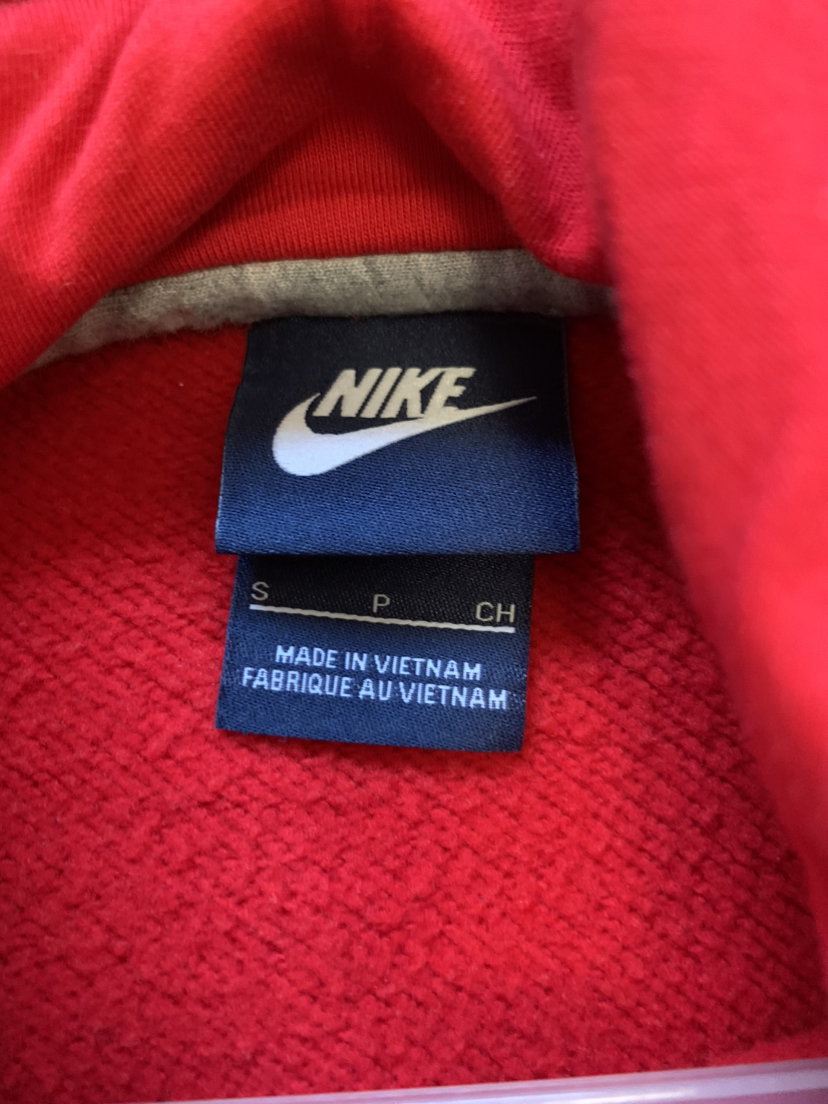 NIKE
S P CH
MADE IN VIETNAM
FABRIQUE AU VIETNAM